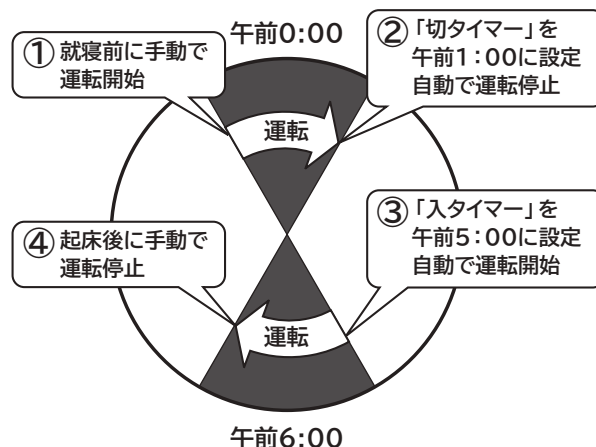 午前0:00
①就寝前に手動で
運転開始
②「切タイマー」を
午前1:00に設定
自動で運転停止
運転
③「入タイマー」を
午前5:00に設定
自動で運転開始
④起床後に手動で
運転停止
運転
午前6:00